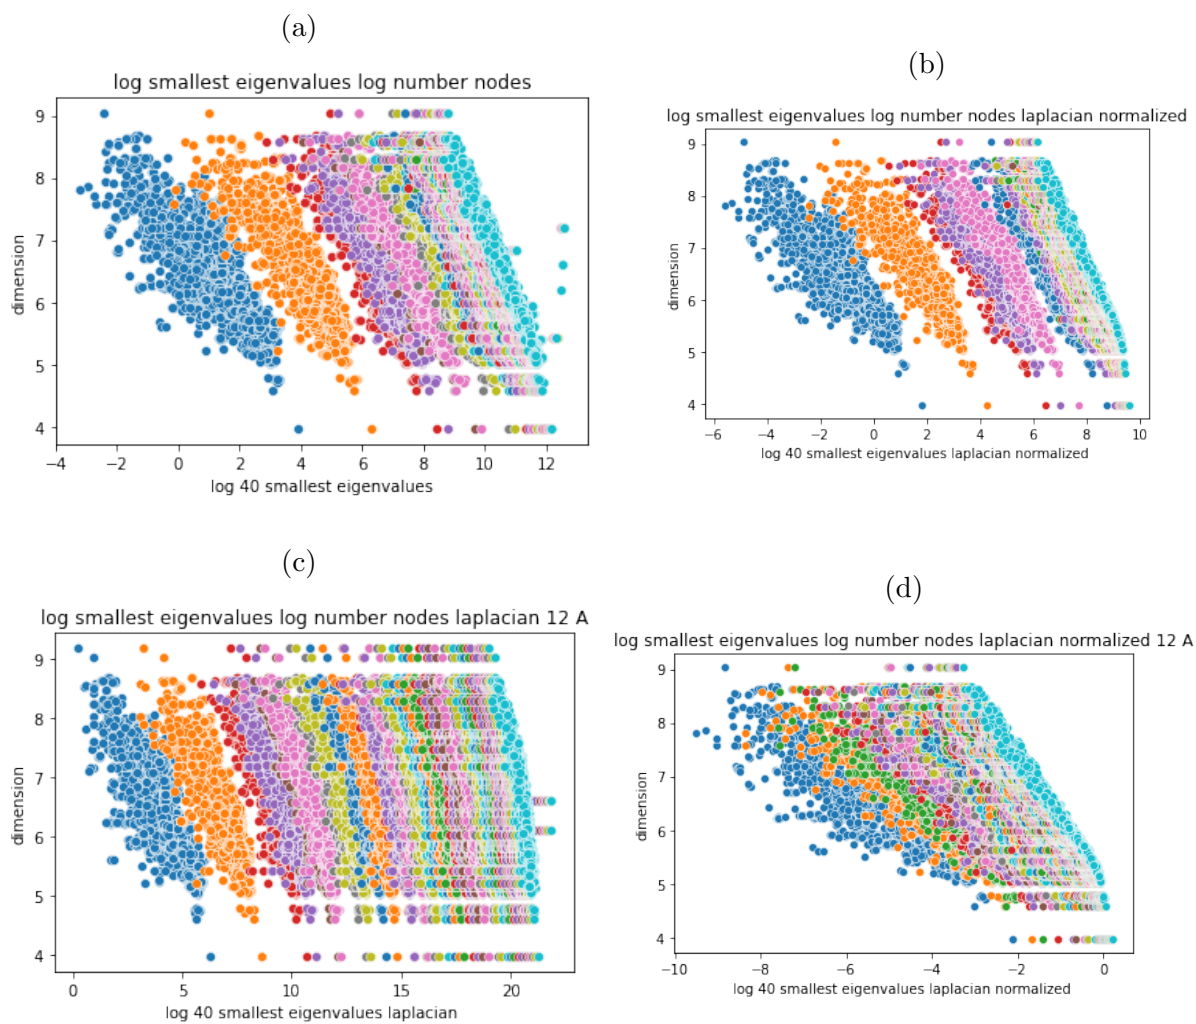 (a)
log smallest eigenvalues log number nodes
9
8
7
6
5
4
dimension
−4 −2 0 2 4 6 8 10 12
log 40 smallest eigenvalues
(b)
log smallest eigenvalues log number nodes laplacian normalized
9
8
7
6
5
4
dimension
−6 −4 −2 0 2 4 6 8 10
log 40 smallest eigenvalues laplacian normalized
(c)
log smallest eigenvalues log number nodes laplacian 12 A
9
8
7
6
5
4
dimension
0 5 10 15 20
log 40 smallest eigenvalues laplacian
(d)
log smallest eigenvalues log number nodes laplacian normalized 12 A
9
8
7
6
5
4
dimension
−10 −8 −6 −4 −2 0
log 40 smallest eigenvalues laplacian normalized